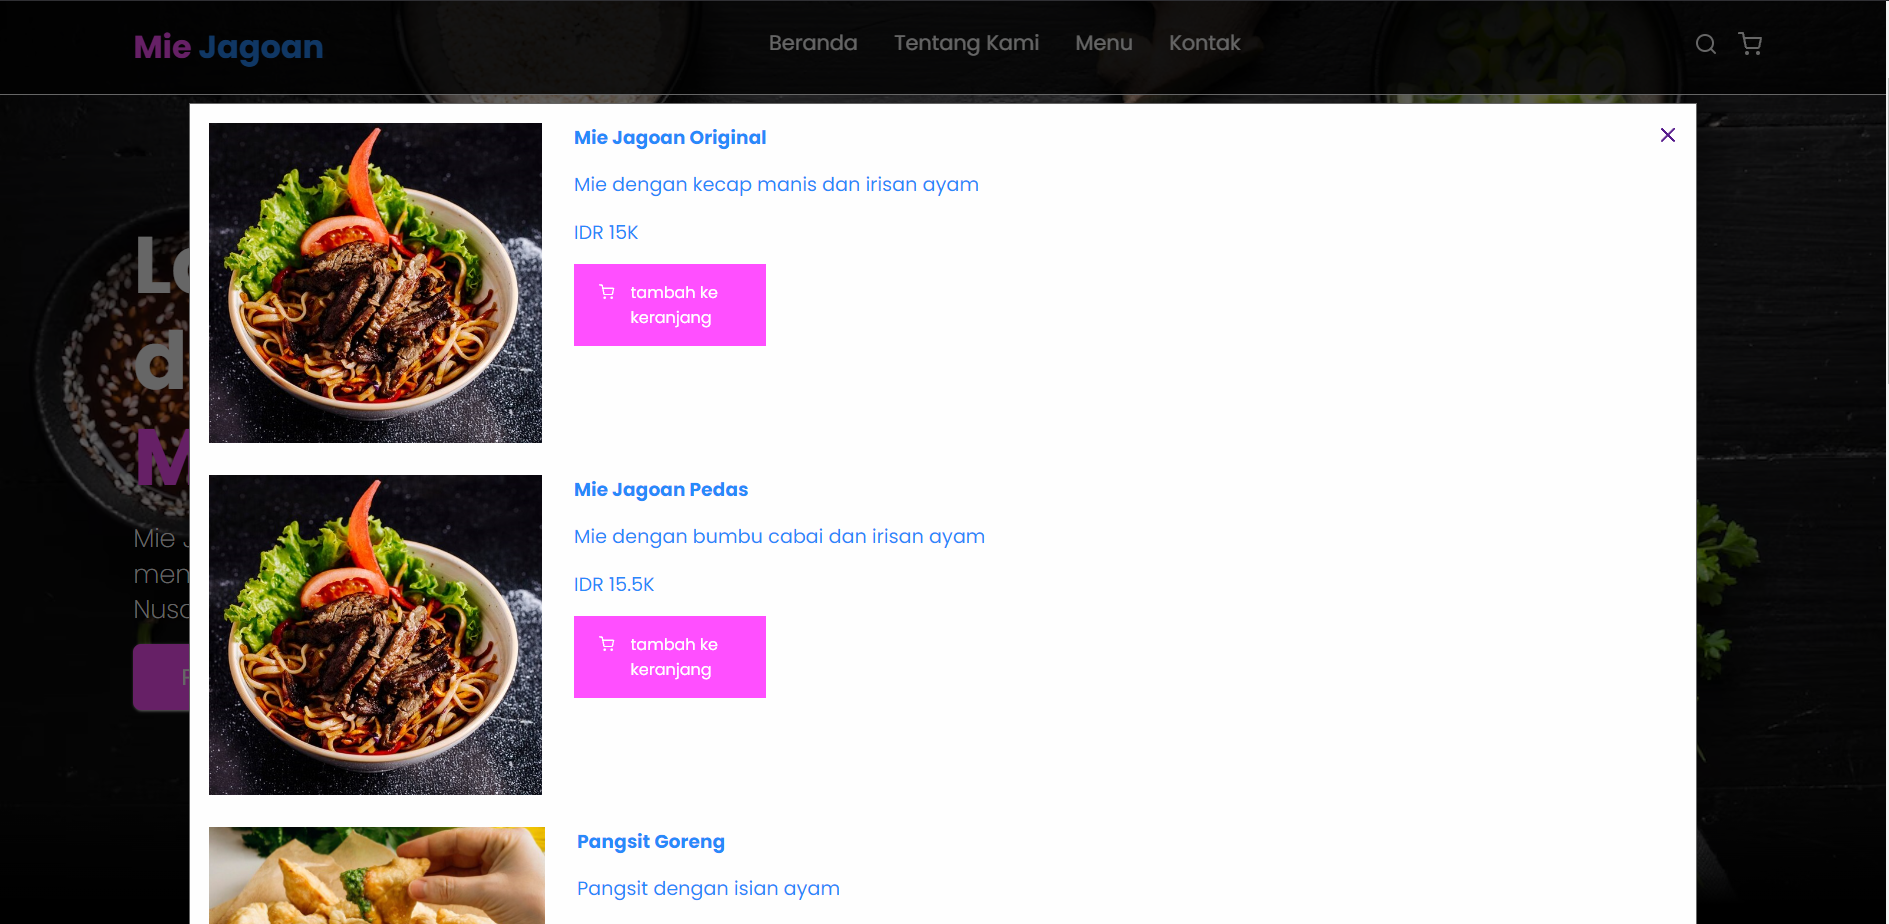 Mie Jagoan
Beranda
Tentang Kami
Menu
Kontak
Mie Jagoan Original
Mie dengan kecap manis dan irisan ayam
IDR 15K
tambah ke
keranjang
Mie
Nusa
Mie Jagoan Pedas
Mie dengan bumbu cabai dan irisan ayam
IDR 15.5K
tambah ke
keranjang
Pangsit Goreng
Pangsit dengan isian ayam